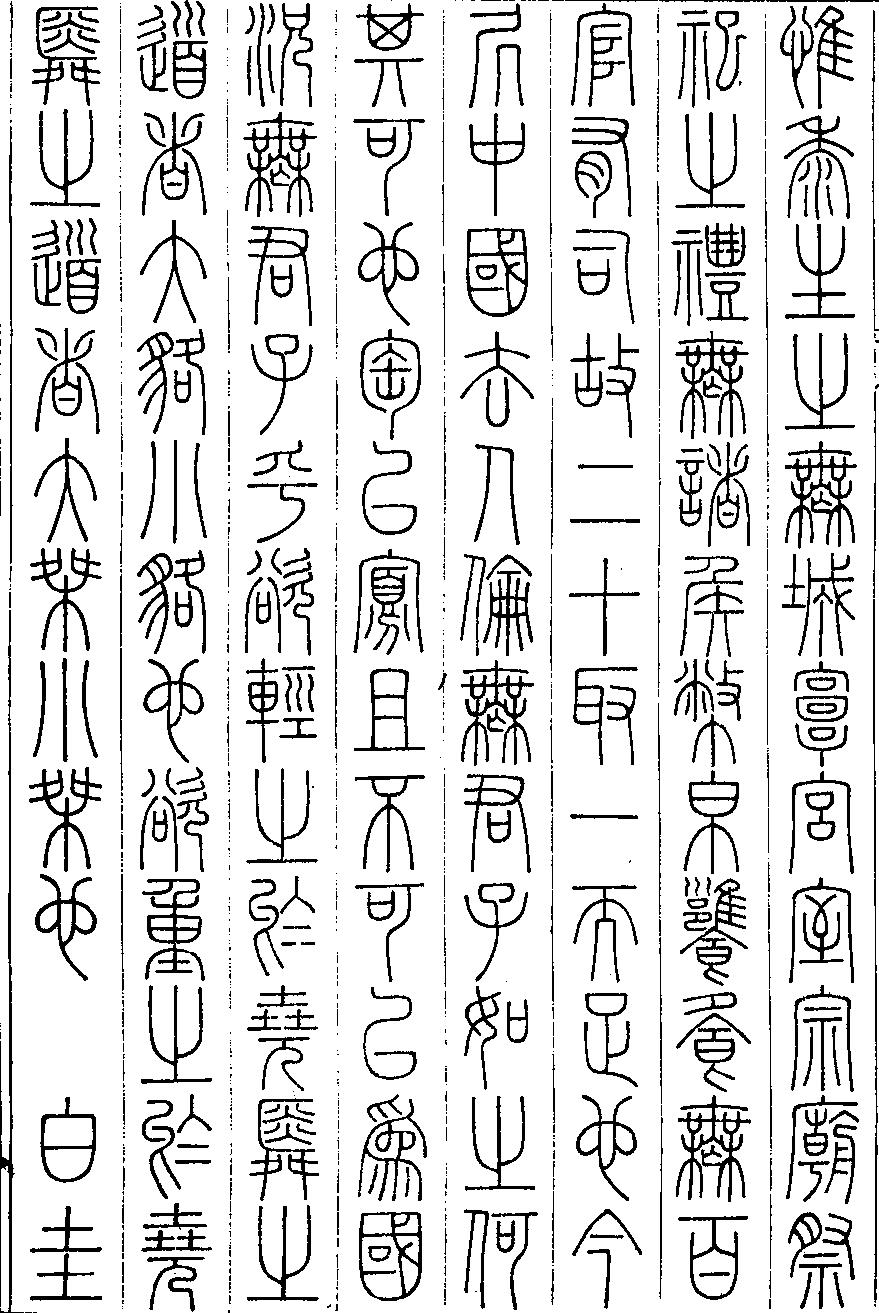 惟黍生之無城郭宮室宗廟祭
祀之禮無諸侯幣帛饔飧無百
官有司故二十取一而足也今
居中國去人倫無君子如之何
其可也陶以寡且不可以為國
況無君子乎欲輕之於堯舜之
道者大貉小貉也欲重之於堯
舜之道者大桀小桀也　白圭